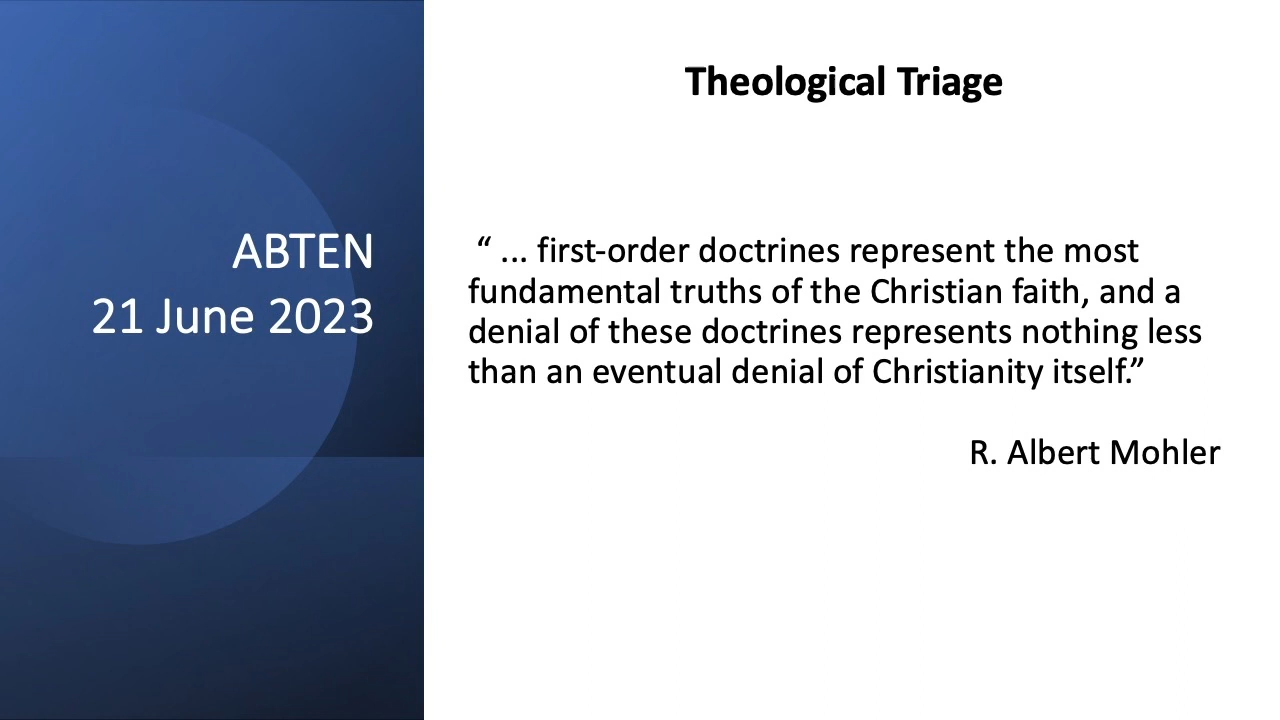 ABTEN
21 June 2023
Theological Triage
“ ... first-order doctrines represent the most
fundamental truths of the Christian faith, and a
denial of these doctrines represents nothing less
than an eventual denial of Christianity itself.”
R. Albert Mohler